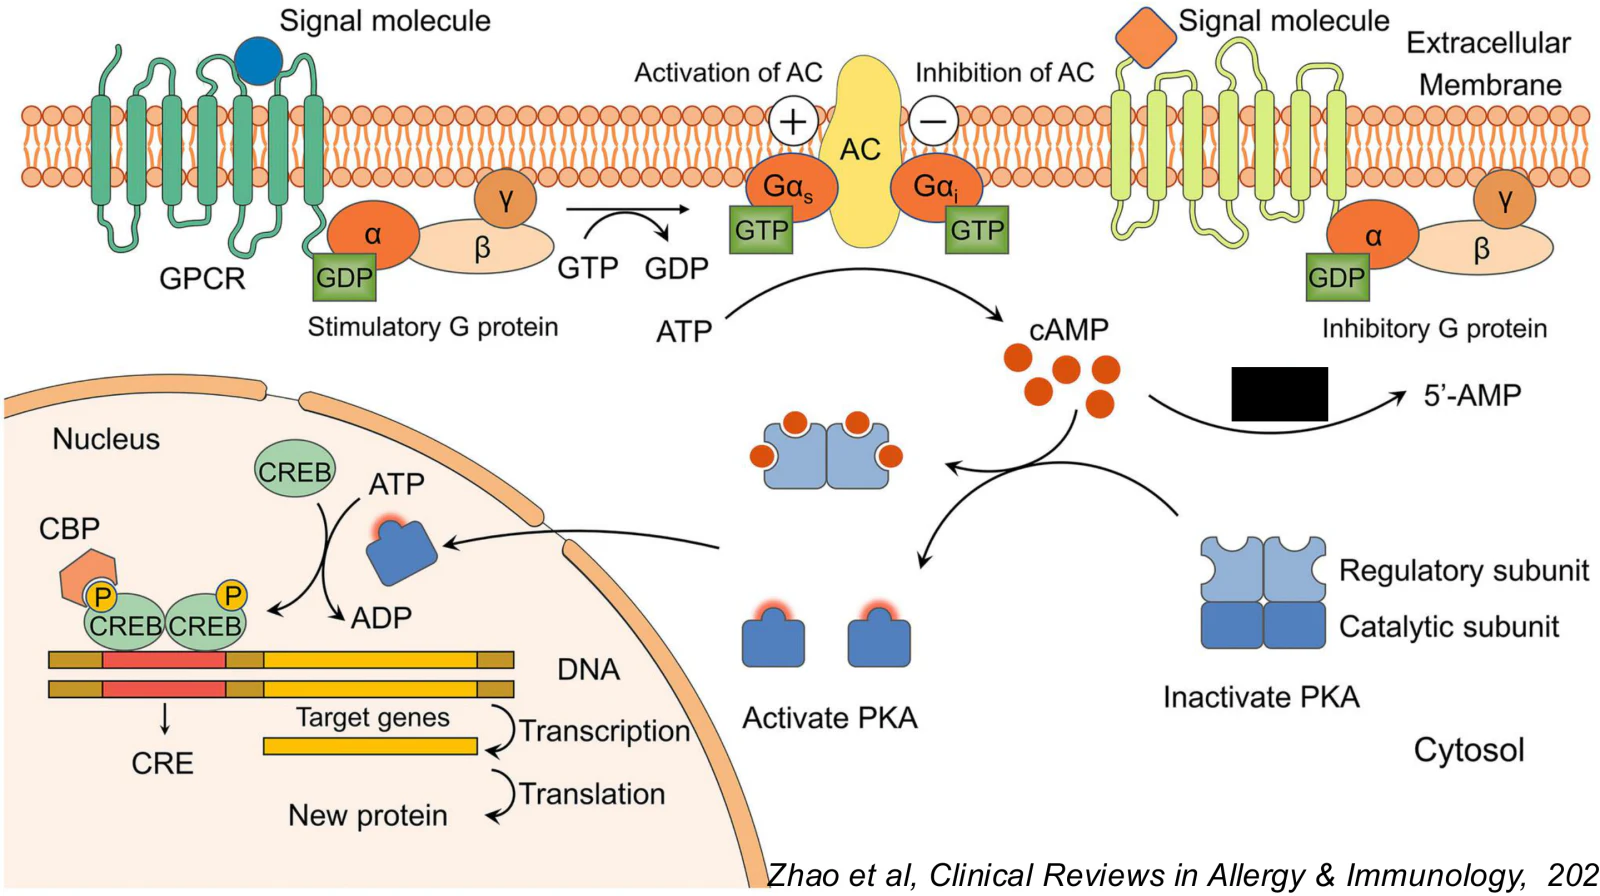 Signal molecule
Signal molecule
Extracellular
Membrane
Activation of AC
Inhibition of AC
+
−
AC
Gαs
Gαi
GTP
GTP
γ
α
β
GDP
GPCR
GTP
GDP
Stimulatory G protein
γ
α
β
GDP
Inhibitory G protein
ATP
cAMP
5’-AMP
Nucleus
CREB
ATP
CBP
P
P
CREB
CREB
ADP
DNA
Target genes
Transcription
CRE
Translation
New protein
Regulatory subunit
Catalytic subunit
Activate PKA
Inactivate PKA
Cytosol
Zhao et al, Clinical Reviews in Allergy & Immunology, 202